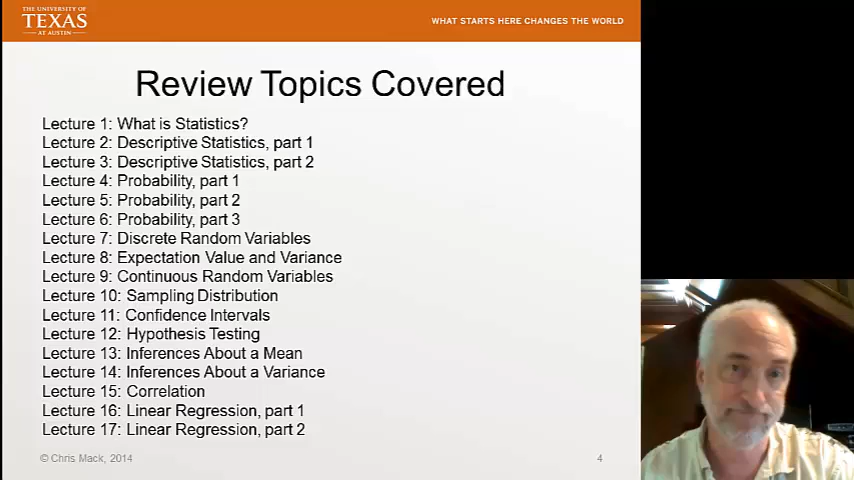 THE UNIVERSITY OF
TEXAS
AT AUSTIN
WHAT STARTS HERE CHANGES THE WORLD
Review Topics Covered
Lecture 1: What is Statistics?
Lecture 2: Descriptive Statistics, part 1
Lecture 3: Descriptive Statistics, part 2
Lecture 4: Probability, part 1
Lecture 5: Probability, part 2
Lecture 6: Probability, part 3
Lecture 7: Discrete Random Variables
Lecture 8: Expectation Value and Variance
Lecture 9: Continuous Random Variables
Lecture 10: Sampling Distribution
Lecture 11: Confidence Intervals
Lecture 12: Hypothesis Testing
Lecture 13: Inferences About a Mean
Lecture 14: Inferences About a Variance
Lecture 15: Correlation
Lecture 16: Linear Regression, part 1
Lecture 17: Linear Regression, part 2
© Chris Mack, 2014
4